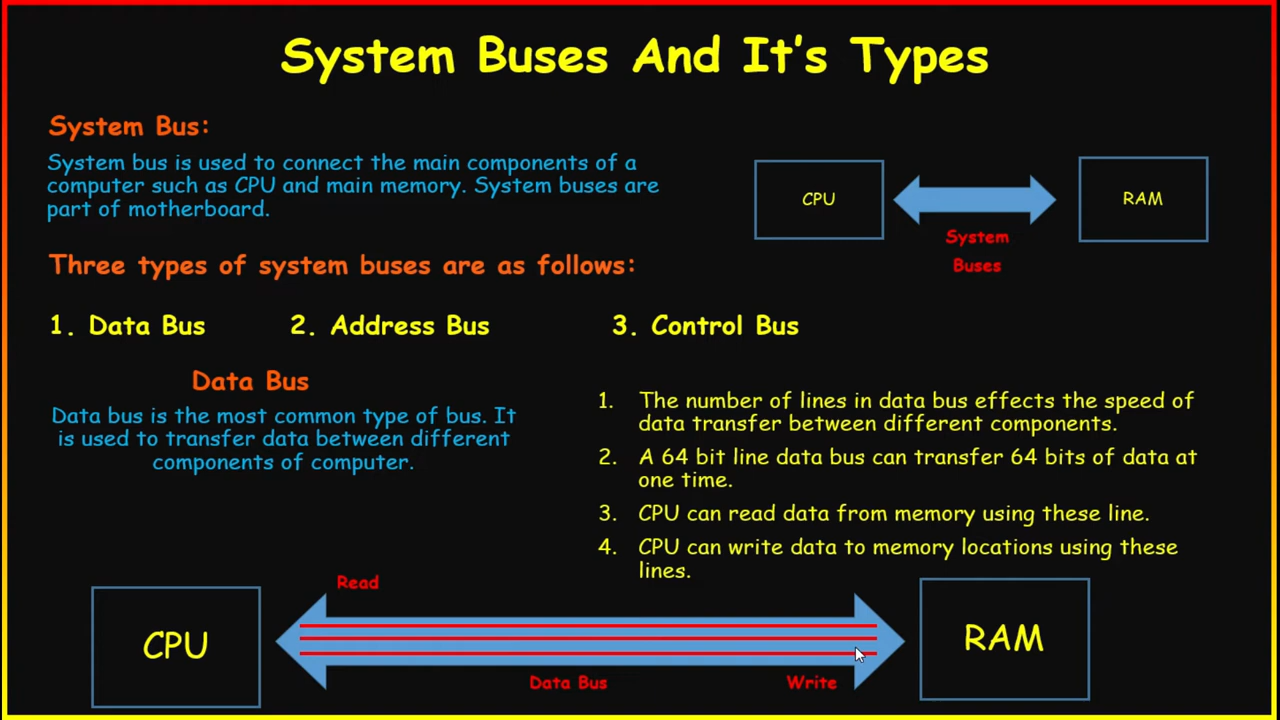 System Buses And It's Types
System Bus:
System bus is used to connect the main components of a
computer such as CPU and main memory. System buses are
part of motherboard.
CPU
RAM
System
Buses
Three types of system buses are as follows:
1. Data Bus
2. Address Bus
3. Control Bus
Data Bus
Data bus is the most common type of bus. It
is used to transfer data between different
components of computer.
1. The number of lines in data bus effects the speed of
data transfer between different components.
2. A 64 bit line data bus can transfer 64 bits of data at
one time.
3. CPU can read data from memory using these line.
4. CPU can write data to memory locations using these
lines.
Read
CPU
RAM
Data Bus
Write